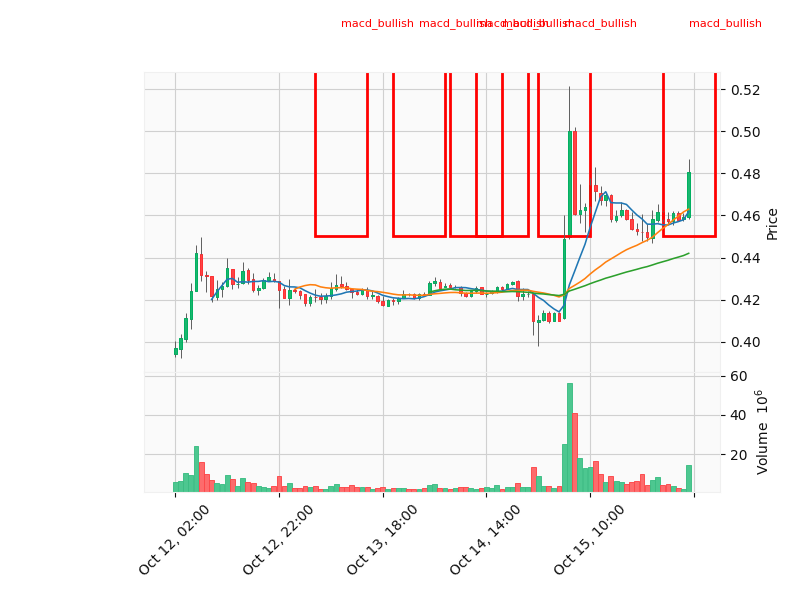 macd_bullish macd_bullish macd_bullish macd_bullish macd_bullish macd_bullish
0.52
0.50
0.48
0.46
0.44
0.42
0.40
Price
60
40
20
Volume 10^6
Oct 12, 02:00
Oct 12, 22:00
Oct 13, 18:00
Oct 14, 14:00
Oct 15, 10:00